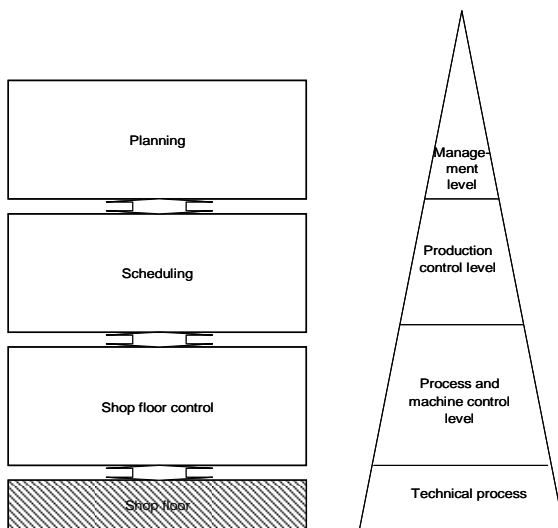 Planning
Scheduling
Shop floor control
Shop floor
Manage-
ment
level
Production
control level
Process and
machine control
level
Technical process